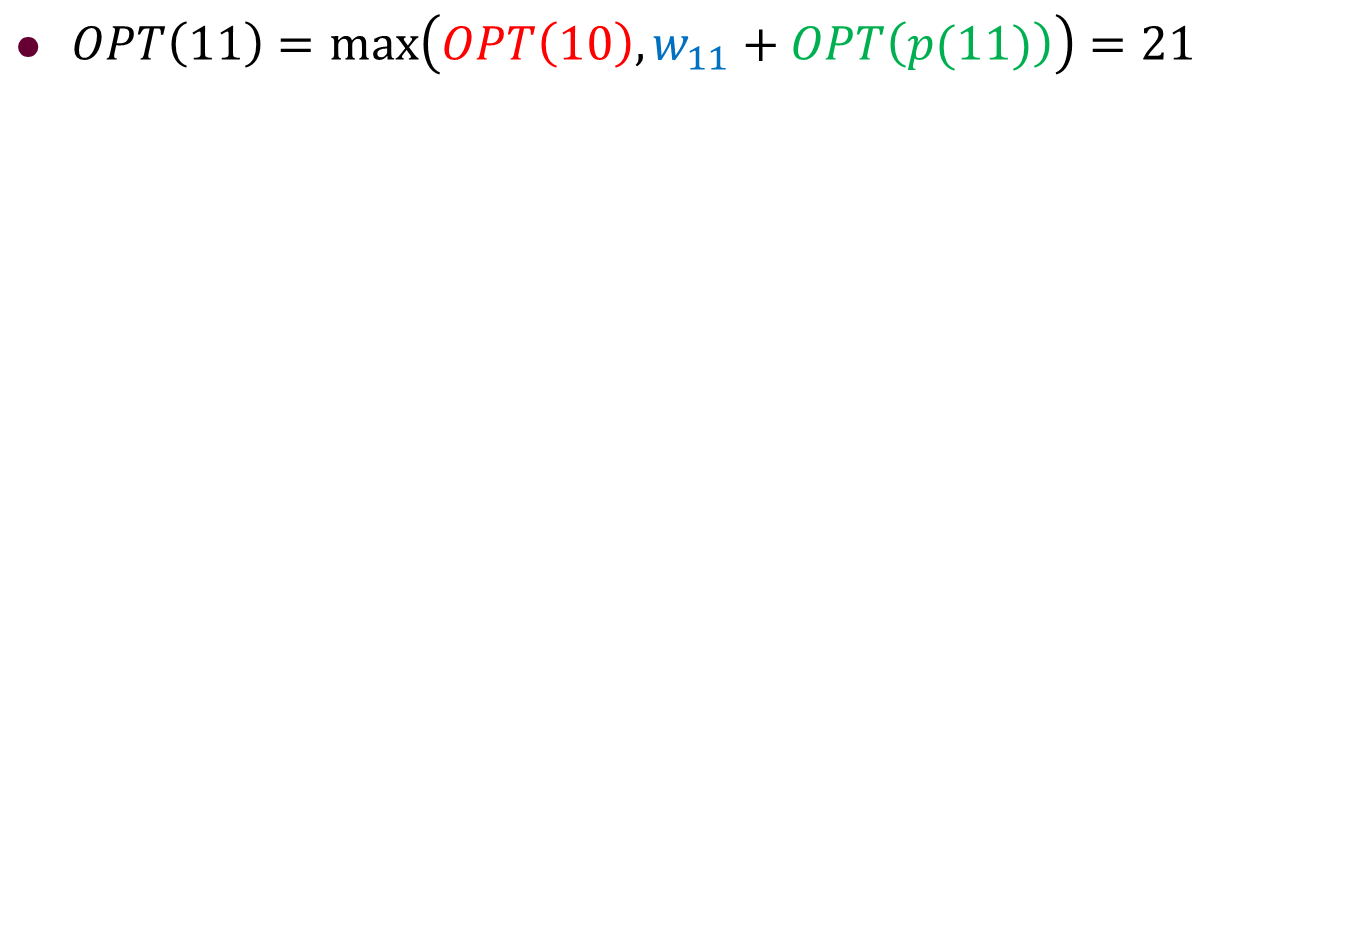 • OPT(11) = max(OPT(10), w₁₁ + OPT(p(11))) = 21